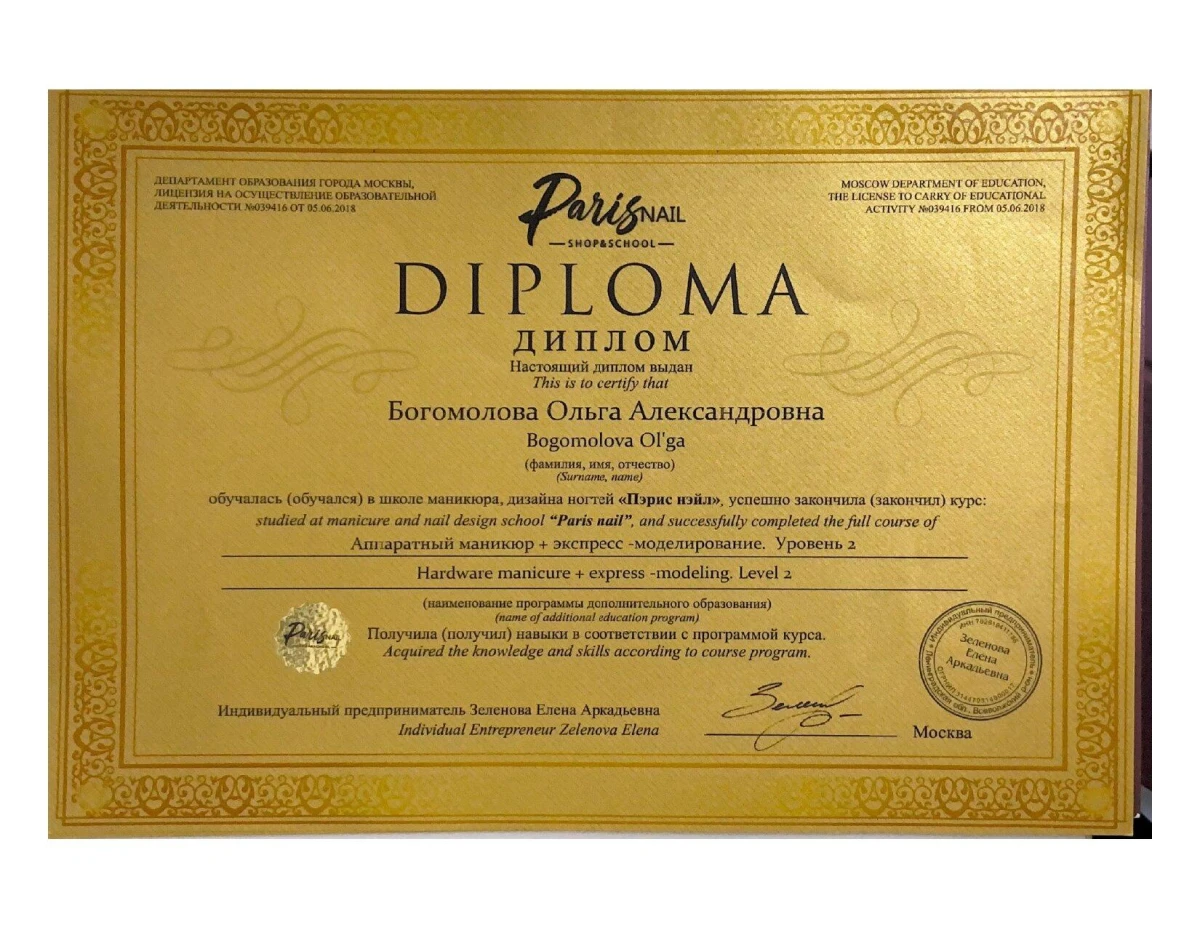 ДЕПАРТАМЕНТ ОБРАЗОВАНИЯ ГОРОДА МОСКВЫ,
ЛИЦЕНЗИЯ НА ОСУЩЕСТВЛЕНИЕ ОБРАЗОВАТЕЛЬНОЙ
ДЕЯТЕЛЬНОСТИ №039416 ОТ 05.06.2018
Paris NAIL
SHOP&SCHOOL
MOSCOW DEPARTMENT OF EDUCATION,
THE LICENSE TO CARRY OF EDUCATIONAL
ACTIVITY №039416 FROM 05.06.2018
DIPLOMA
ДИПЛОМ
Настоящий диплом выдан
This is to certify that
Богомолова Ольга Александровна
Bogomolova Ol'ga
(фамилия, имя, отчество)
(Surname, name)
обучалась (обучался) в школе маникюра, дизайна ногтей «Пэрис нэйл», успешно закончила (закончил) курс:
studied at manicure and nail design school “Paris nail”, and successfully completed the full course of
Аппаратный маникюр + экспресс -моделирование. Уровень 2
Hardware manicure + express -modeling. Level 2
(наименование программы дополнительного образования)
(name of additional education program)
Paris nail
Получила (получил) навыки в соответствии с программой курса.
Acquired the knowledge and skills according to course program.
Индивидуальный предприниматель
Зеленова
Елена
Аркадьевна
Ленинградская обл., Всеволожский р-он
Индивидуальный предприниматель Зеленова Елена Аркадьевна
Individual Entrepreneur Zelenova Elena
Москва